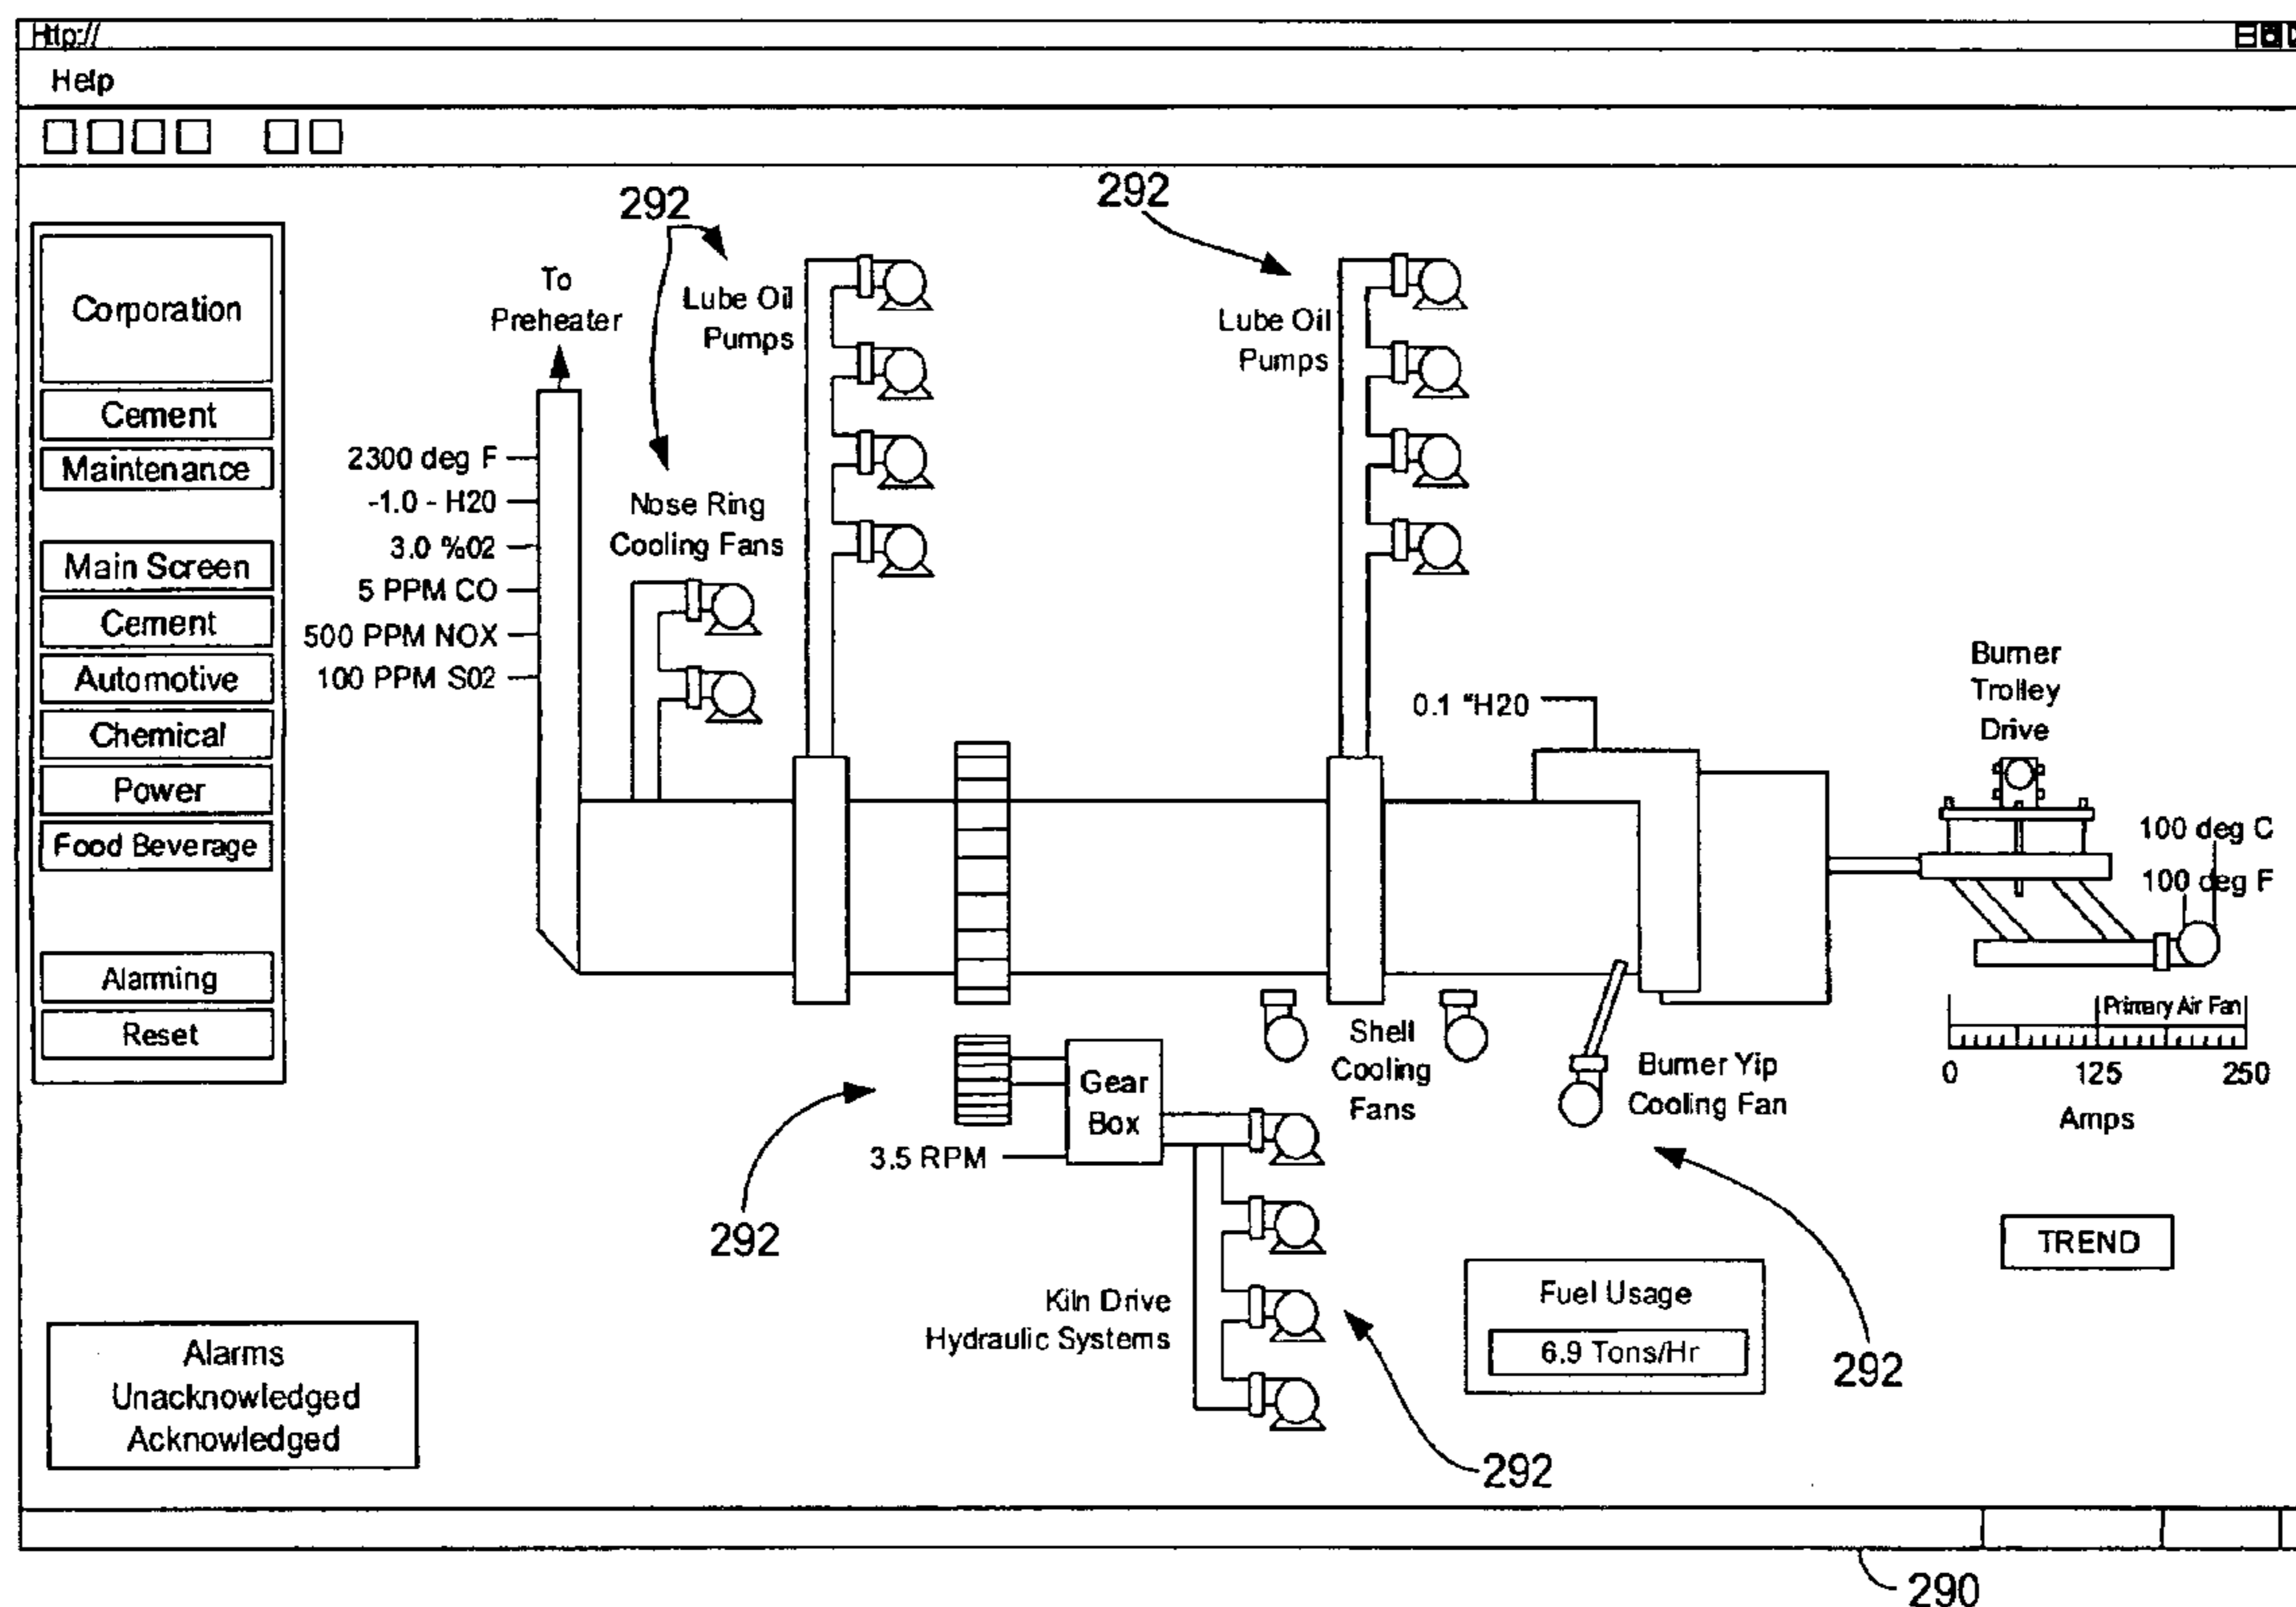 Http://
Help
292
292
Corporation
Cement
Maintenance
Main Screen
Cement
Automotive
Chemical
Power
Food Beverage
Alarming
Reset
To
Preheater
Lube Oil
Pumps
Lube Oil
Pumps
2300 deg F
-1.0 - H20
3.0 %02
5 PPM CO
500 PPM NOX
100 PPM S02
Nose Ring
Cooling Fans
0.1 "H20
Burner
Trolley
Drive
100 deg C
100 deg F
Primary Air Fan
0 125 250
Amps
Shell
Cooling
Fans
Burner Yip
Cooling Fan
Gear
Box
3.5 RPM
292
Kiln Drive
Hydraulic Systems
TREND
Fuel Usage
6.9 Tons/Hr
292
292
Alarms
Unacknowledged
Acknowledged
290